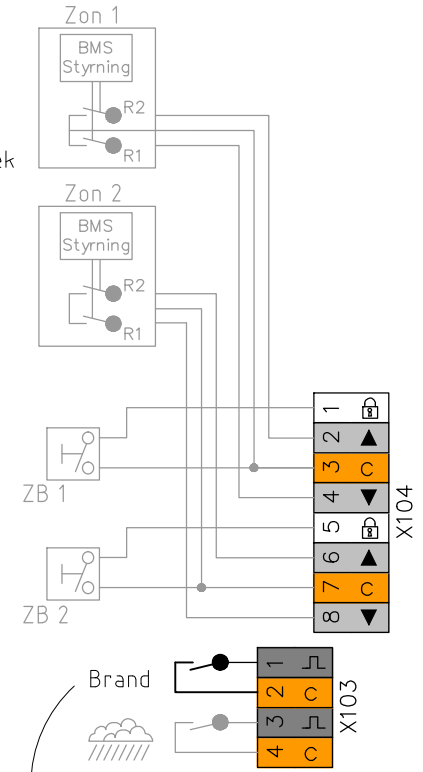 Zon 1
BMS
Styrning
R2
R1
ek
Zon 2
BMS
Styrning
R2
R1
1
2
3 C
4
ZB 1
5
6
7 C
8
ZB 2
X104
Brand
1
2 C
3
4 C
X103